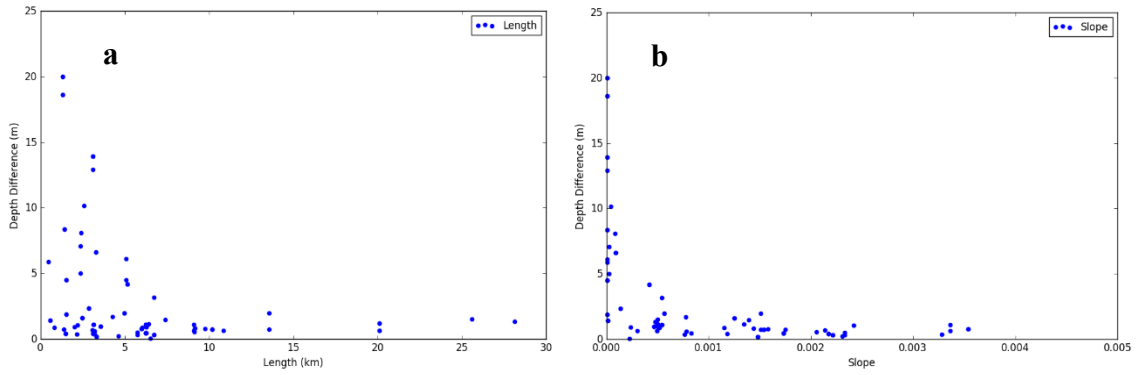 25
20
15
10
5
0
Depth Difference (m)
a
Length
0 5 10 15 20 25 30
Length (km)
25
20
15
10
5
0
Depth Difference (m)
b
Slope
0.000 0.001 0.002 0.003 0.004 0.005
Slope